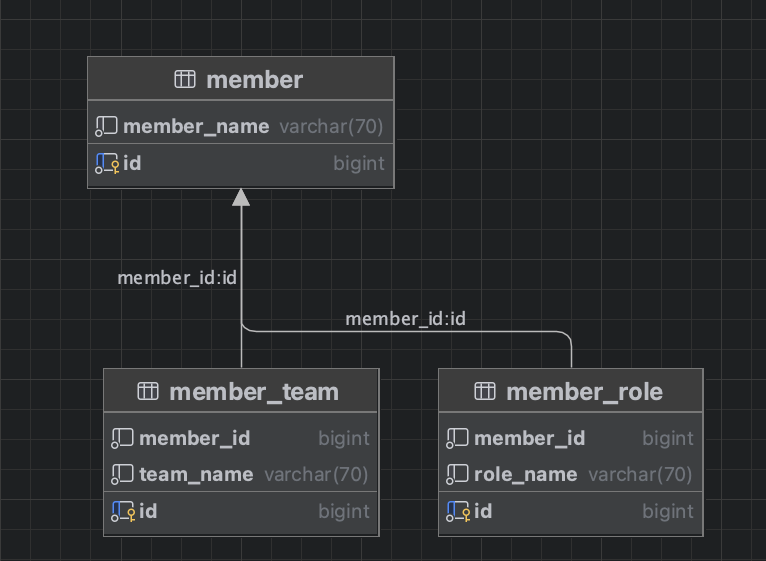 member
member_name varchar(70)
id bigint
member_id:id
member_id:id
member_team
member_id bigint
team_name varchar(70)
id bigint
member_role
member_id bigint
role_name varchar(70)
id bigint